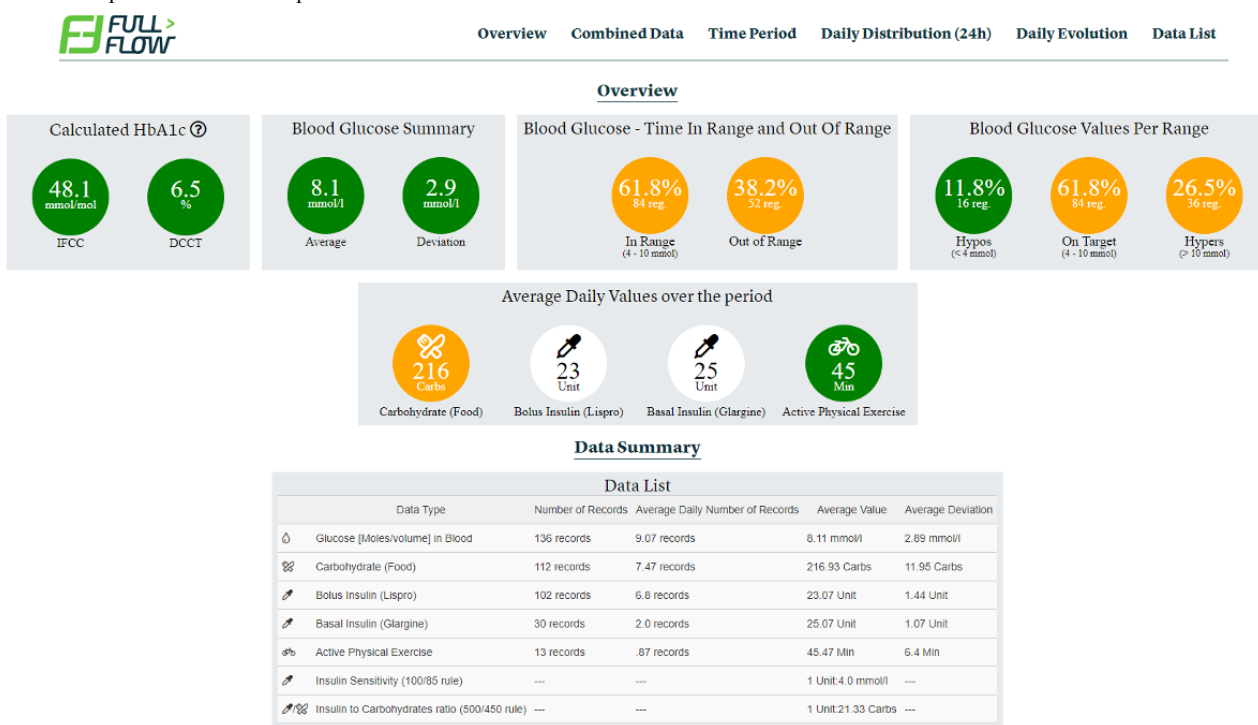 FULL >
FLOW
Overview Combined Data Time Period Daily Distribution (24h) Daily Evolution Data List
Overview
Calculated HbA1c ?
48.1
mmol/mol
IFCC
6.5
%
DCCT
Blood Glucose Summary
8.1
mmol/l
Average
2.9
mmol/l
Deviation
Blood Glucose - Time In Range and Out Of Range
61.8%
84 reg.
In Range
(4 - 10 mmol)
38.2%
52 reg.
Out of Range
Blood Glucose Values Per Range
11.8%
16 reg.
Hypos
(< 4 mmol)
61.8%
84 reg.
On Target
(4 - 10 mmol)
26.5%
36 reg.
Hypers
(> 10 mmol)
Average Daily Values over the period
216
Carbs
Carbohydrate (Food)
23
Unit
Bolus Insulin (Lispro)
25
Unit
Basal Insulin (Glargine)
45
Min
Active Physical Exercise
Data Summary
Data List
Data Type Number of Records Average Daily Number of Records Average Value Average Deviation
Glucose [Moles/volume] in Blood 136 records 9.07 records 8.11 mmol/l 2.89 mmol/l
Carbohydrate (Food) 112 records 7.47 records 216.93 Carbs 11.95 Carbs
Bolus Insulin (Lispro) 102 records 6.8 records 23.07 Unit 1.44 Unit
Basal Insulin (Glargine) 30 records 2.0 records 25.07 Unit 1.07 Unit
Active Physical Exercise 13 records .87 records 45.47 Min 6.4 Min
Insulin Sensitivity (100/85 rule) --- --- 1 Unit:4.0 mmol/l ---
Insulin to Carbohydrates ratio (500/450 rule) --- --- 1 Unit:21.33 Carbs ---